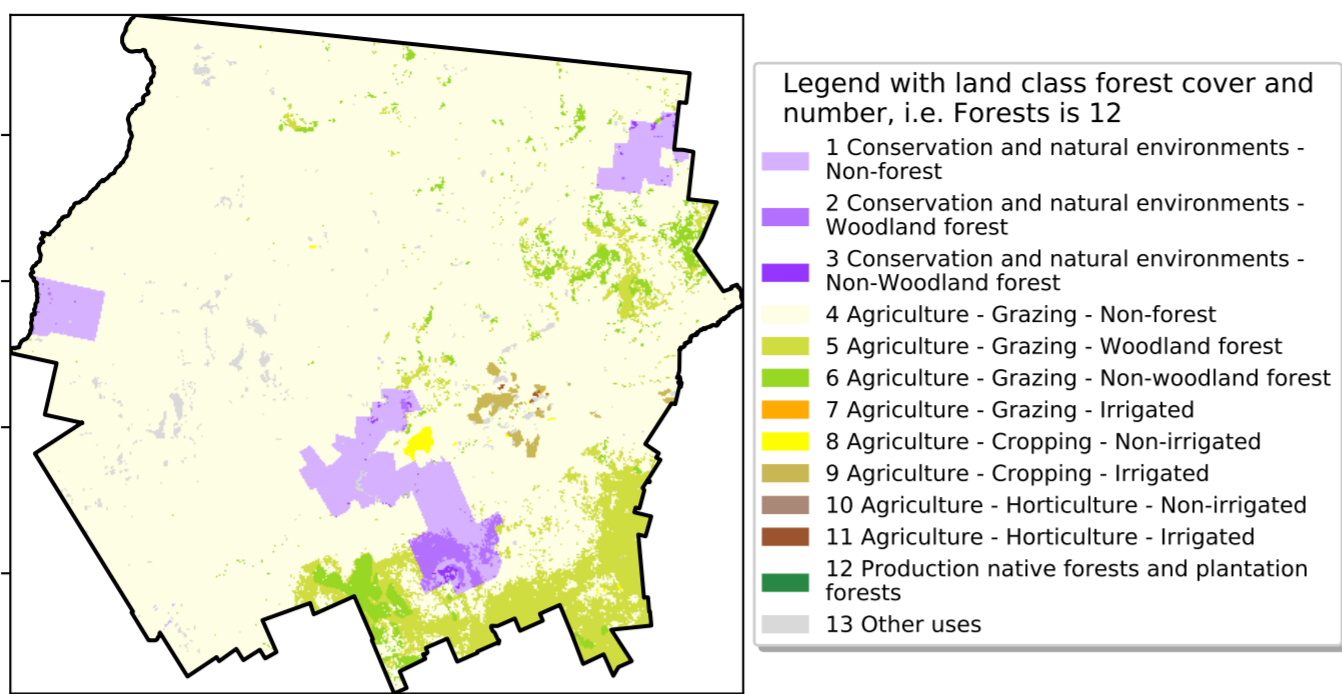 Legend with land class forest cover and
number, i.e. Forests is 12
1 Conservation and natural environments -
Non-forest
2 Conservation and natural environments -
Woodland forest
3 Conservation and natural environments -
Non-Woodland forest
4 Agriculture - Grazing - Non-forest
5 Agriculture - Grazing - Woodland forest
6 Agriculture - Grazing - Non-woodland forest
7 Agriculture - Grazing - Irrigated
8 Agriculture - Cropping - Non-irrigated
9 Agriculture - Cropping - Irrigated
10 Agriculture - Horticulture - Non-irrigated
11 Agriculture - Horticulture - Irrigated
12 Production native forests and plantation
forests
13 Other uses